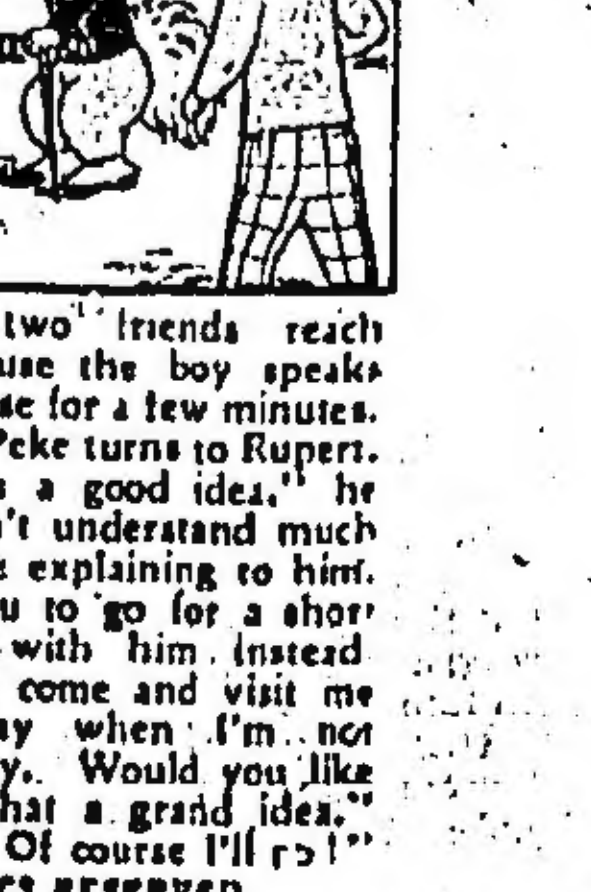 two friends reach
use the boy speaks
se for a few minutes.
Peke turns to Rupert.
a good idea," he
't understand much
explaining to him.
u to go for a short
with him. Instead
come and visit me
ay when I'm not
y. Would you like
hat a grand idea."
Of course I'll go!"